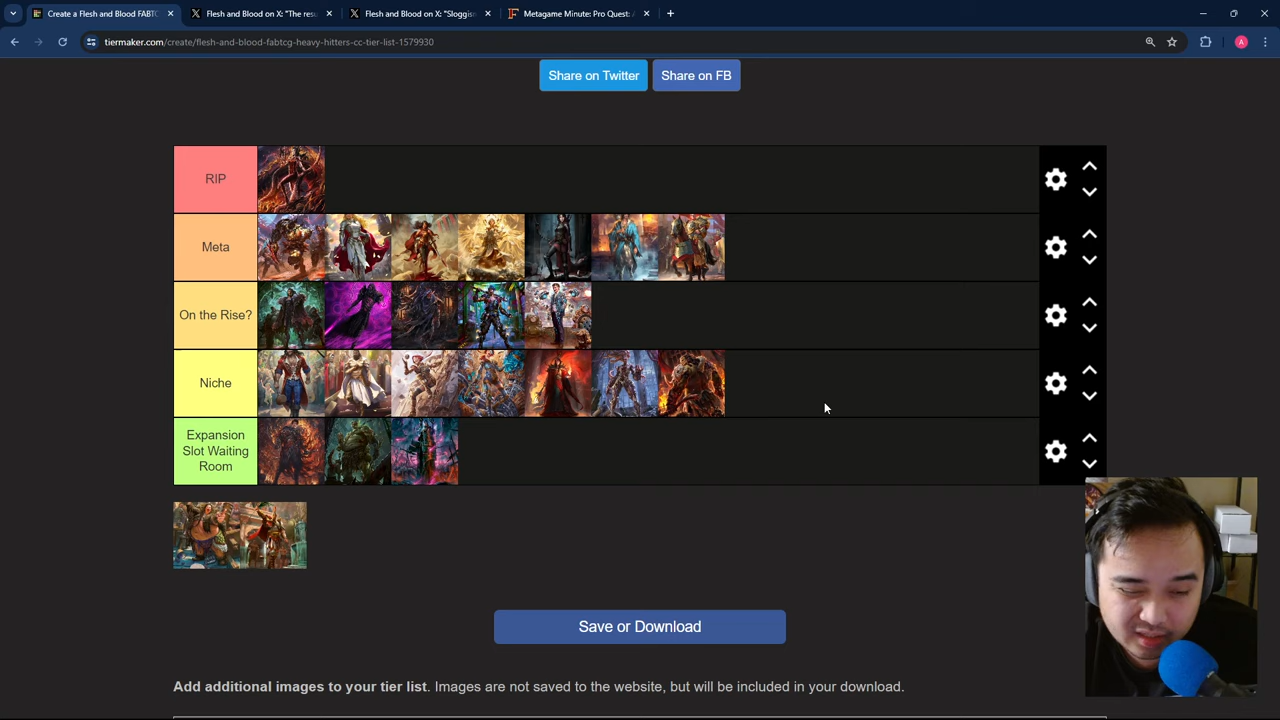 Create a Flesh and Blood FABTC
Flesh and Blood on X: "The resu
Flesh and Blood on X: "Sloggisn
Metagame Minute: Pro Quest: A
tiermaker.com/create/flesh-and-blood-fabtcg-heavy-hitters-cc-tier-list-1579930
A
Share on Twitter
Share on FB
RIP
Meta
On the Rise?
Niche
Expansion
Slot Waiting
Room
Save or Download
Add additional images to your tier list. Images are not saved to the website, but will be included in your download.